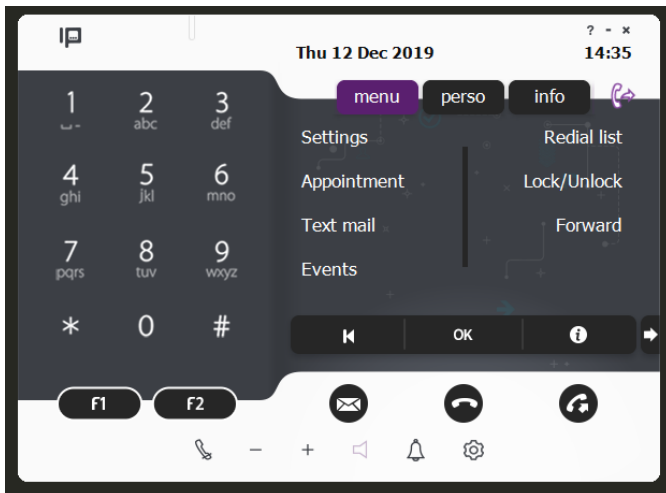 IP
? - ×
Thu 12 Dec 2019 14:35
menu perso info
1 2 3
abc def
4 5 6
ghi jkl mno
7 8 9
pqrs tuv wxyz
* 0 #
Settings Redial list
Appointment Lock/Unlock
Text mail Forward
Events
OK i
F1 F2
- +